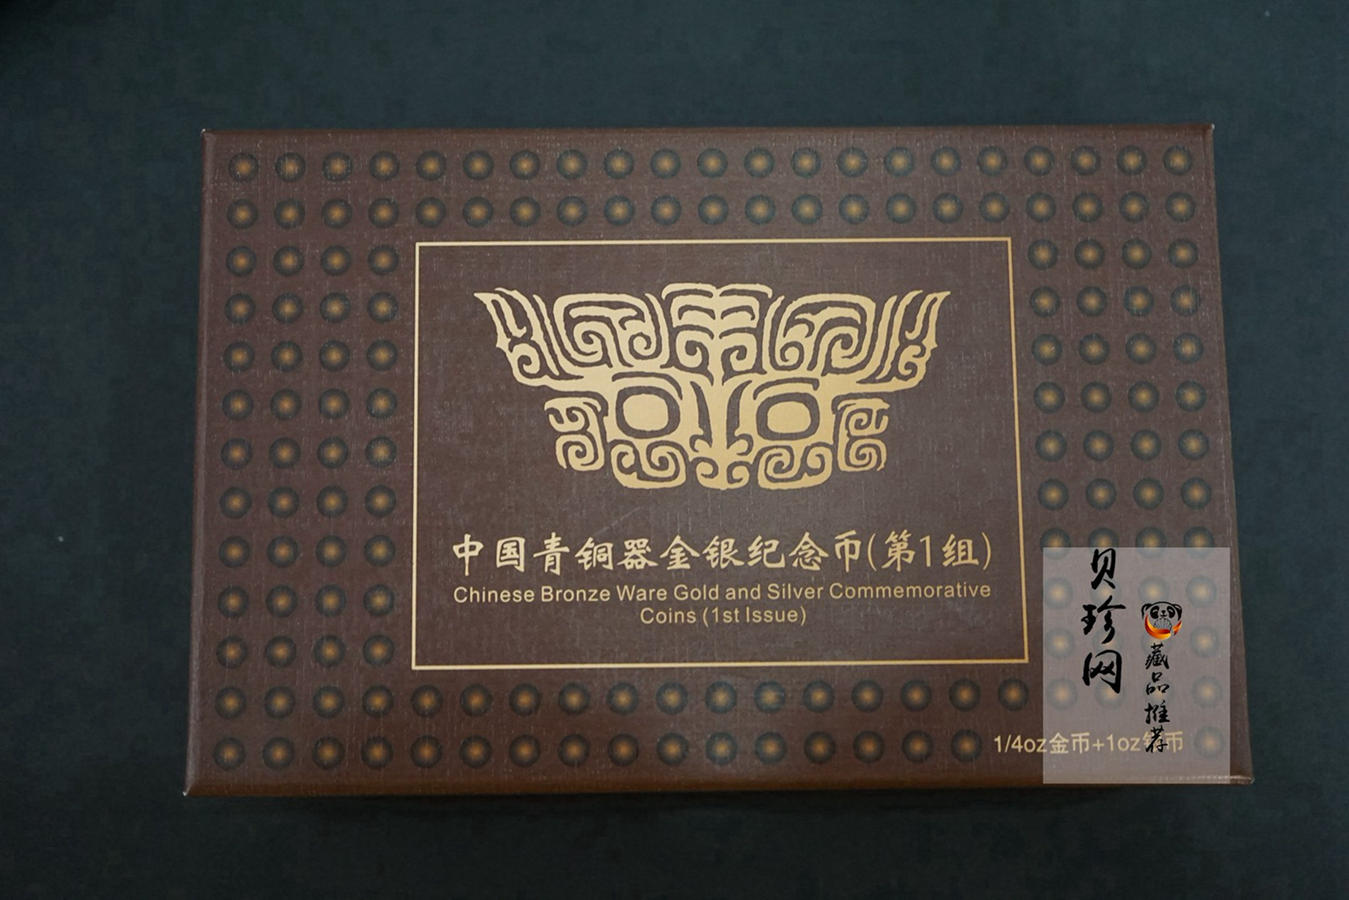 中国青铜器金银纪念币(第1组)
Chinese Bronze Ware Gold and Silver Commemorative
Coins (1st Issue)
1/4oz金币+1oz银币
贝珍网
藏品推荐